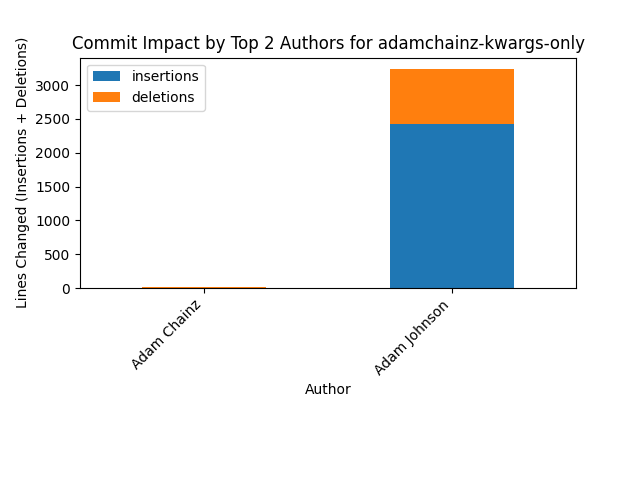 Commit Impact by Top 2 Authors for adamchainz-kwargs-only
Lines Changed (Insertions + Deletions)
3000
2500
2000
1500
1000
500
0
insertions
deletions
Adam Chainz
Adam Johnson
Author